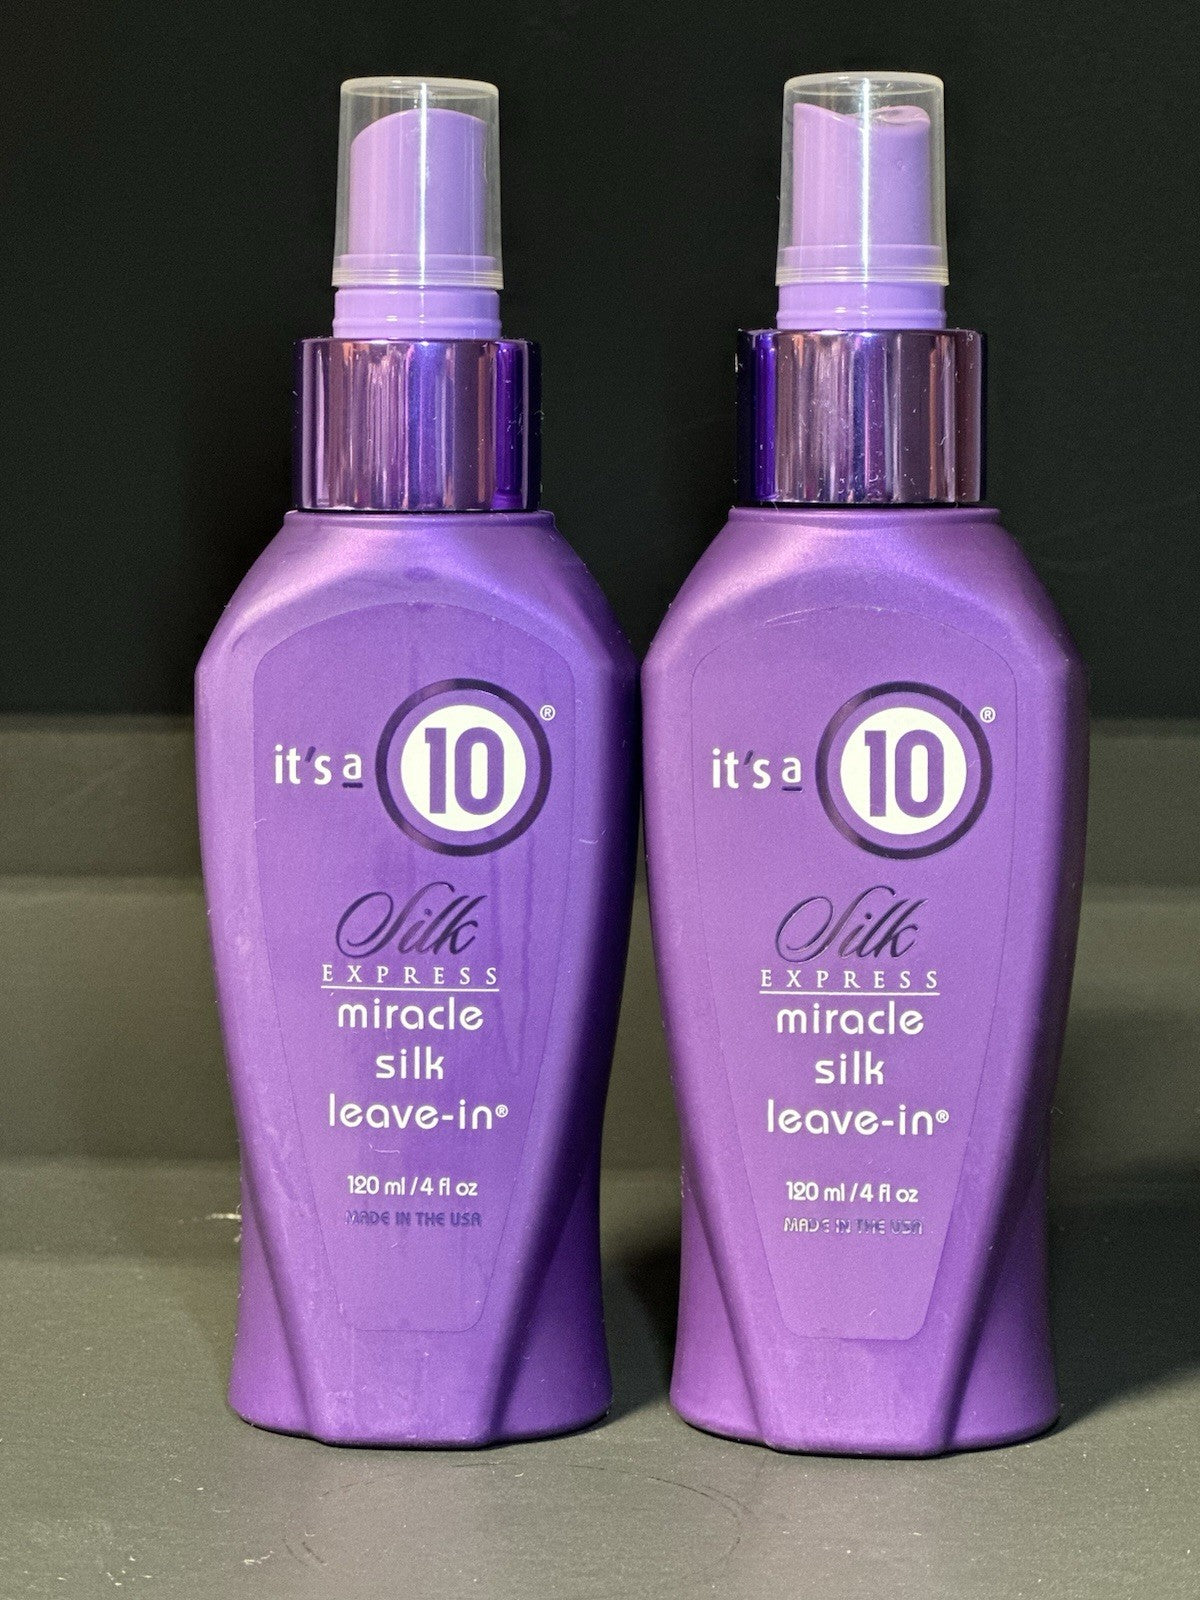 it's a 10®
Silk
EXPRESS
miracle
silk
leave-in®
120 ml / 4 fl oz
MADE IN THE USA
it's a 10®
Silk
EXPRESS
miracle
silk
leave-in®
120 ml / 4 fl oz
MADE IN THE USA